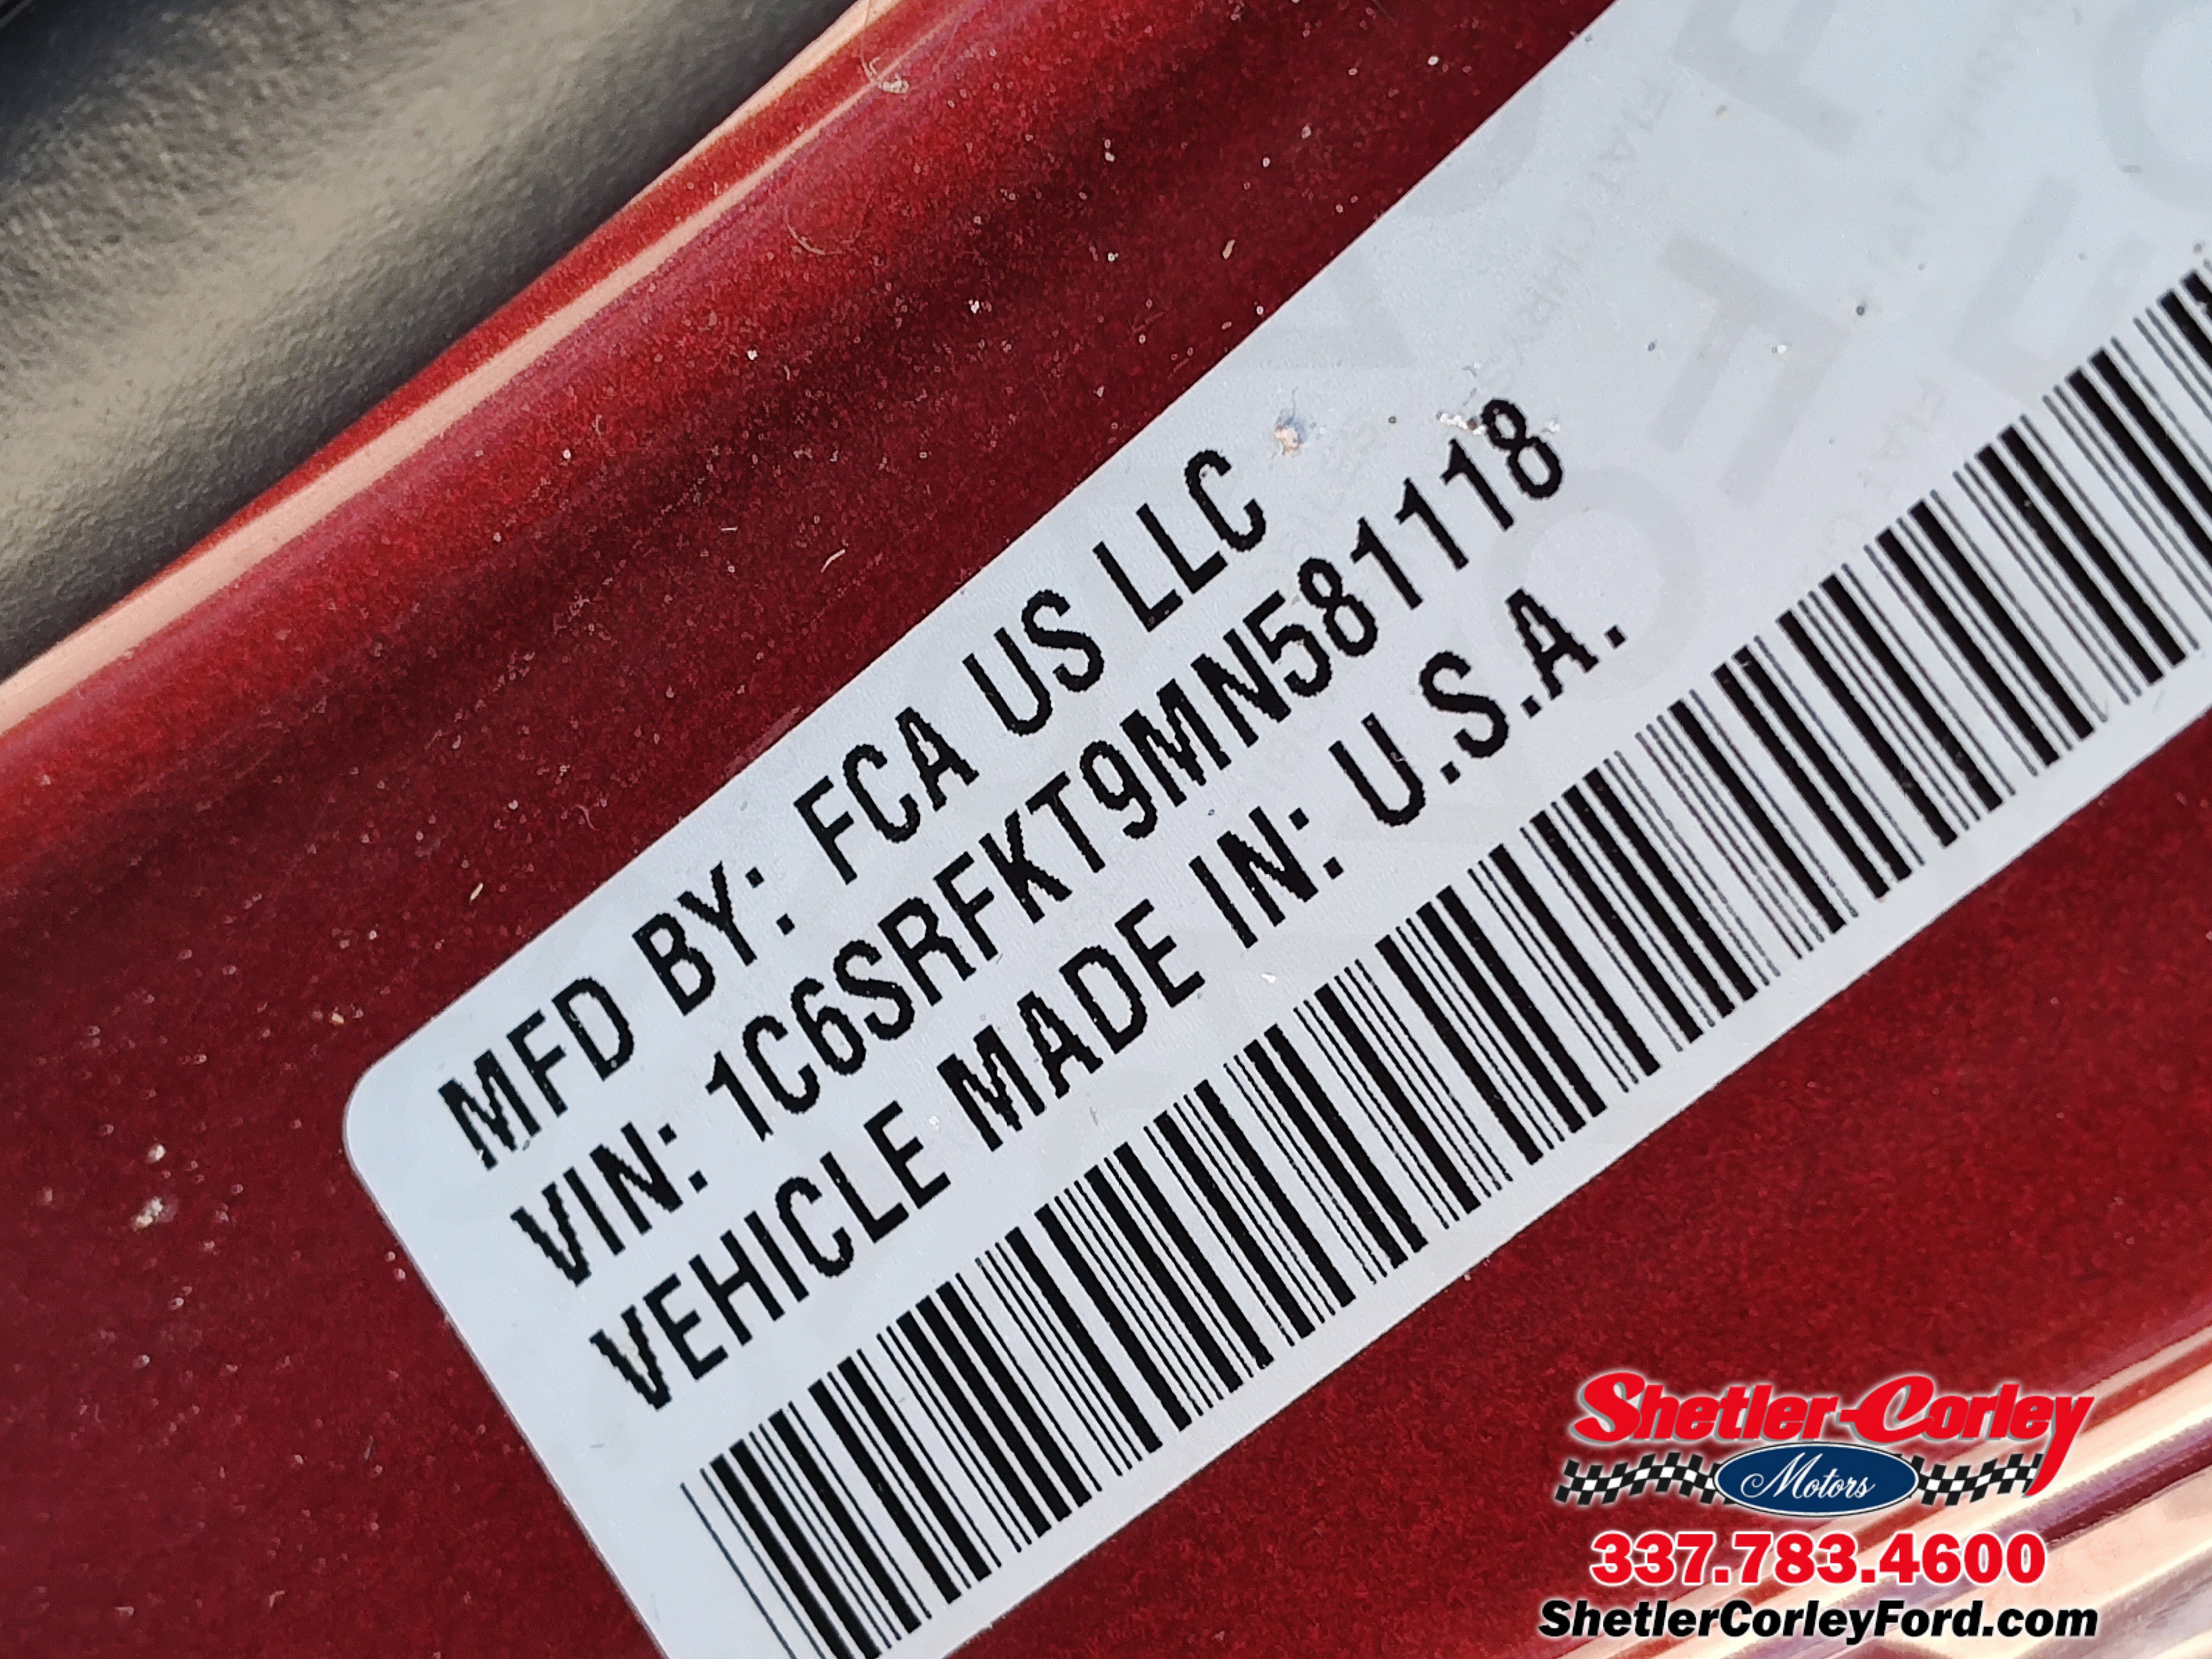 MFD BY: FCA US LLC
VIN: 1C6SRFKT9MN581118
VEHICLE MADE IN: U.S.A.
Shetler-Corley
Motors
337.783.4600
ShetlerCorleyFord.com